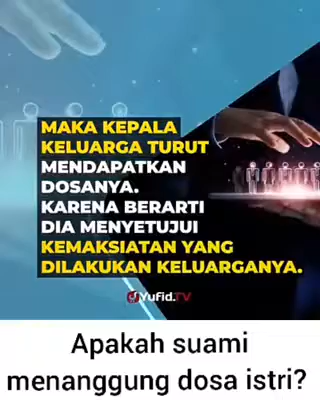 MAKA KEPALA
KELUARGA TURUT
MENDAPATKAN
DOSANYA.
KARENA BERARTI
DIA MENYETUJUI
KEMAKSIATAN YANG
DILAKUKAN KELUARGANYA.
Yufid.TV
Apakah suami
menanggung dosa istri?